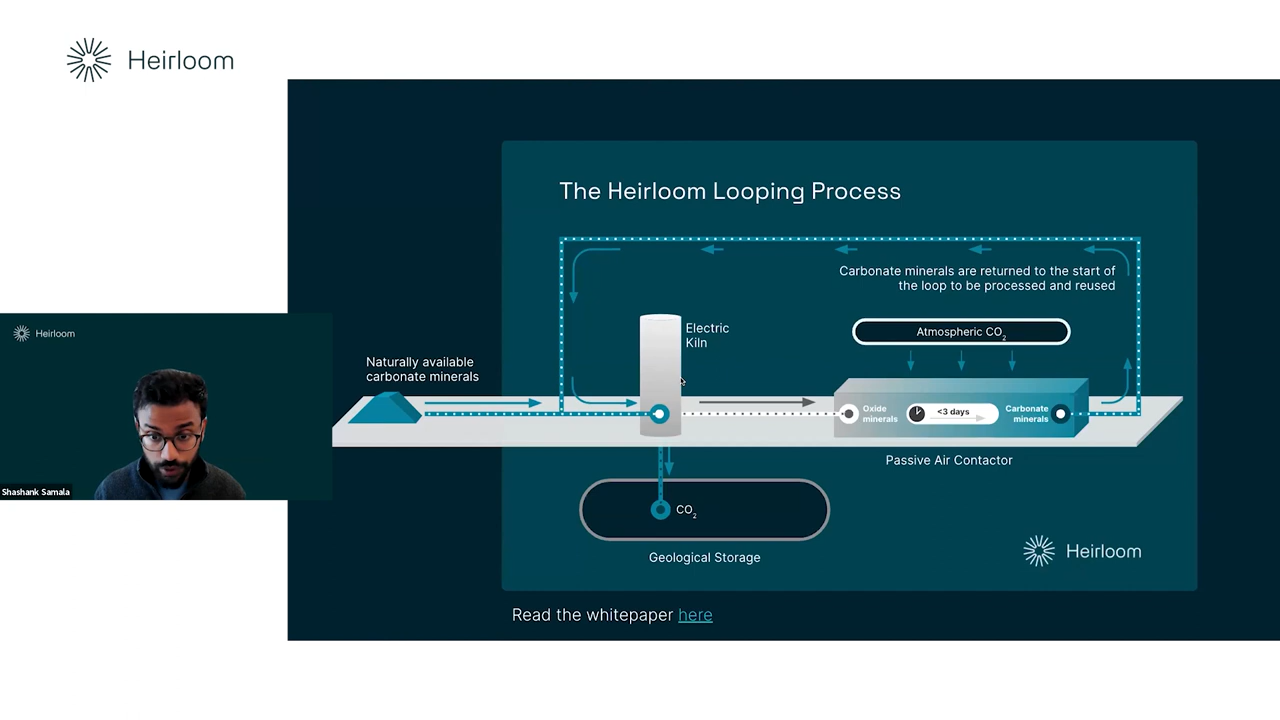 Heirloom
The Heirloom Looping Process
Carbonate minerals are returned to the start of
the loop to be processed and reused
Electric
Kiln
Atmospheric CO2
Heirloom
Naturally available
carbonate minerals
Oxide
minerals
<3 days
Carbonate
minerals
Passive Air Contactor
Shashank Samala
CO2
Geological Storage
Heirloom
Read the whitepaper here